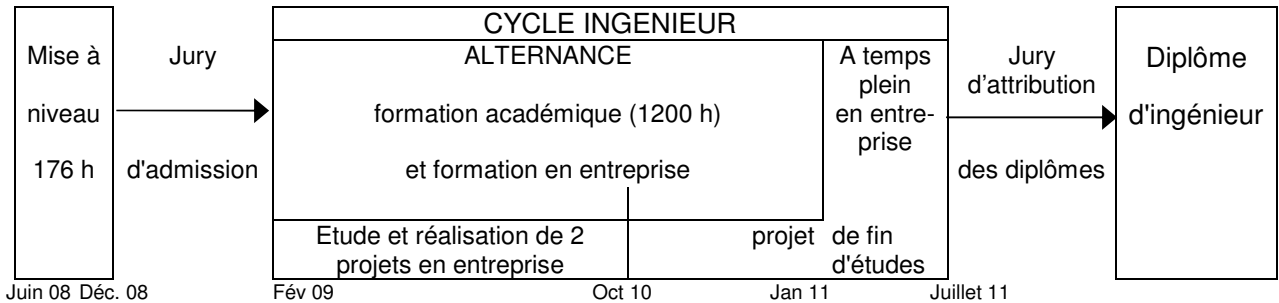 CYCLE INGENIEUR
Mise à
niveau
176 h
Jury
d'admission
ALTERNANCE
formation académique (1200 h)
et formation en entreprise
A temps
plein
en entre-
prise
Etude et réalisation de 2
projets en entreprise
projet de fin
d'études
Jury
d'attribution
des diplômes
Diplôme
d'ingénieur
Juin 08 Déc. 08 Fév 09 Oct 10 Jan 11 Juillet 11